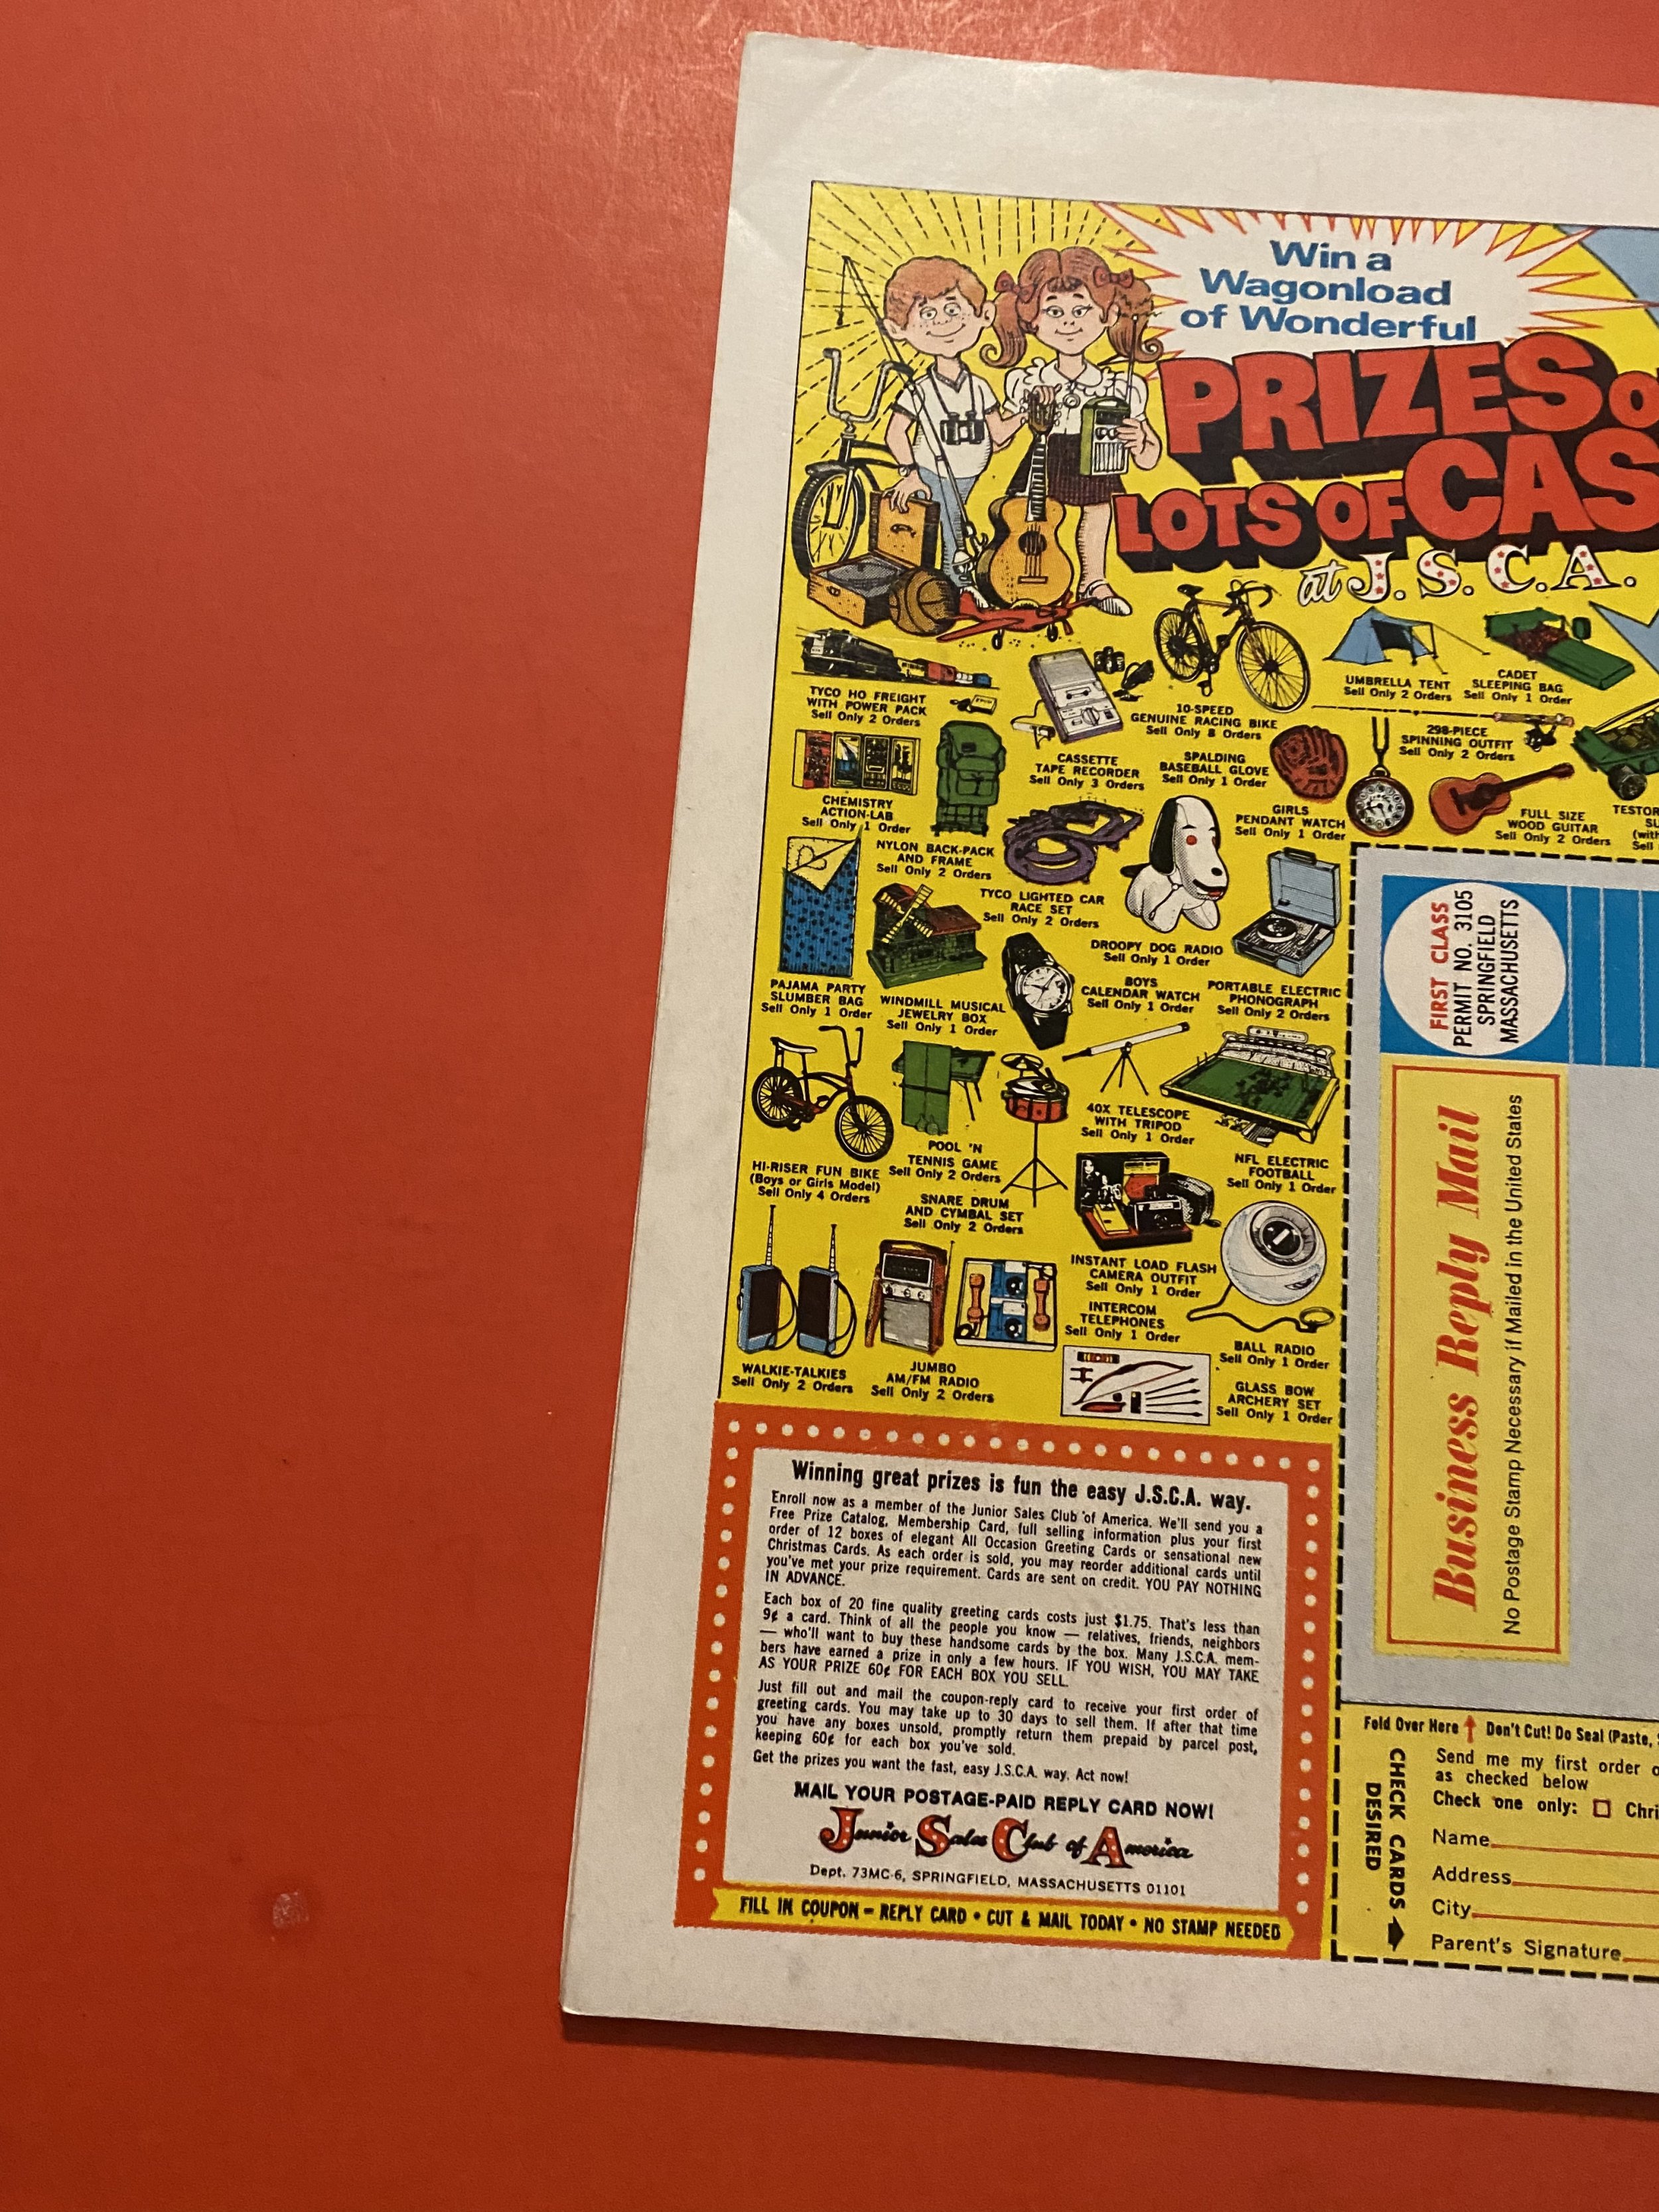 Win a
Wagonload
of Wonderful
PRIZES
LOTS OF CAS
at J.S.C.A.
TYCO HO FREIGHT
WITH POWER PACK
Sell Only 2 Orders
CASSETTE
TAPE RECORDER
Sell Only 3 Orders
10-SPEED
GENUINE RACING BIKE
Sell Only 8 Orders
UMBRELLA TENT
Sell Only 2 Orders
CADET
SLEEPING BAG
Sell Only 1 Order
298-PIECE
SPINNING OUTFIT
Sell Only 2 Orders
CHEMISTRY
ACTION-LAB
Sell Only 1 Order
SPALDING
BASEBALL GLOVE
Sell Only 1 Order
GIRLS
PENDANT WATCH
Sell Only 1 Order
FULL SIZE
WOOD GUITAR
Sell Only 2 Orders
TESTOR
SU
(with
Sell
NYLON BACK-PACK
AND FRAME
Sell Only 2 Orders
TYCO LIGHTED CAR
RACE SET
Sell Only 2 Orders
DROOPY DOG RADIO
Sell Only 1 Order
PAJAMA PARTY
SLUMBER BAG
Sell Only 1 Order
WINDMILL MUSICAL
JEWELRY BOX
Sell Only 1 Order
BOYS
CALENDAR WATCH
Sell Only 1 Order
PORTABLE ELECTRIC
PHONOGRAPH
Sell Only 2 Orders
HI-RISER FUN BIKE
(Boys or Girls Model)
Sell Only 4 Orders
POOL 'N
TENNIS GAME
Sell Only 2 Orders
40X TELESCOPE
WITH TRIPOD
Sell Only 1 Order
NFL ELECTRIC
FOOTBALL
Sell Only 1 Order
SNARE DRUM
AND CYMBAL SET
Sell Only 2 Orders
INSTANT LOAD FLASH
CAMERA OUTFIT
Sell Only 1 Order
INTERCOM
TELEPHONES
Sell Only 1 Order
BALL RADIO
Sell Only 1 Order
WALKIE-TALKIES
Sell Only 2 Orders
JUMBO
AM/FM RADIO
Sell Only 2 Orders
GLASS BOW
ARCHERY SET
Sell Only 1 Order
Winning great prizes is fun the easy J.S.C.A. way.
Enroll now as a member of the Junior Sales Club of America. We'll send you a
Free Prize Catalog, Membership Card, full selling information plus your first
order of 12 boxes of elegant All Occasion Greeting Cards or sensational new
Christmas Cards. As each order is sold, you may reorder additional cards until
you've met your prize requirement. Cards are sent on credit. YOU PAY NOTHING
IN ADVANCE.
Each box of 20 fine quality greeting cards costs just $1.75. That's less than
9¢ a card. Think of all the people you know — relatives, friends, neighbors
— who'll want to buy these handsome cards by the box. Many J.S.C.A. mem-
bers have earned a prize in only a few hours. IF YOU WISH, YOU MAY TAKE
AS YOUR PRIZE 60¢ FOR EACH BOX YOU SELL.
Just fill out and mail the coupon-reply card to receive your first order of
greeting cards. You may take up to 30 days to sell them. If after that time
you have any boxes unsold, promptly return them prepaid by parcel post,
keeping 60¢ for each box you've sold.
Get the prizes you want the fast, easy J.S.C.A. way. Act now!
MAIL YOUR POSTAGE-PAID REPLY CARD NOW!
Junior Sales Club of America
Dept. 73MC-6, SPRINGFIELD, MASSACHUSETTS 01101
FILL IN COUPON – REPLY CARD • CUT & MAIL TODAY • NO STAMP NEEDED
FIRST CLASS
PERMIT NO. 3105
SPRINGFIELD
MASSACHUSETTS
Business Reply Mail
No Postage Stamp Necessary if Mailed in the United States
Fold Over Here Don't Cut! Do Seal (Paste,
CHECK CARDS
DESIRED
Send me my first order
as checked below
Check one only: Chri
Name
Address
City
Parent's Signature